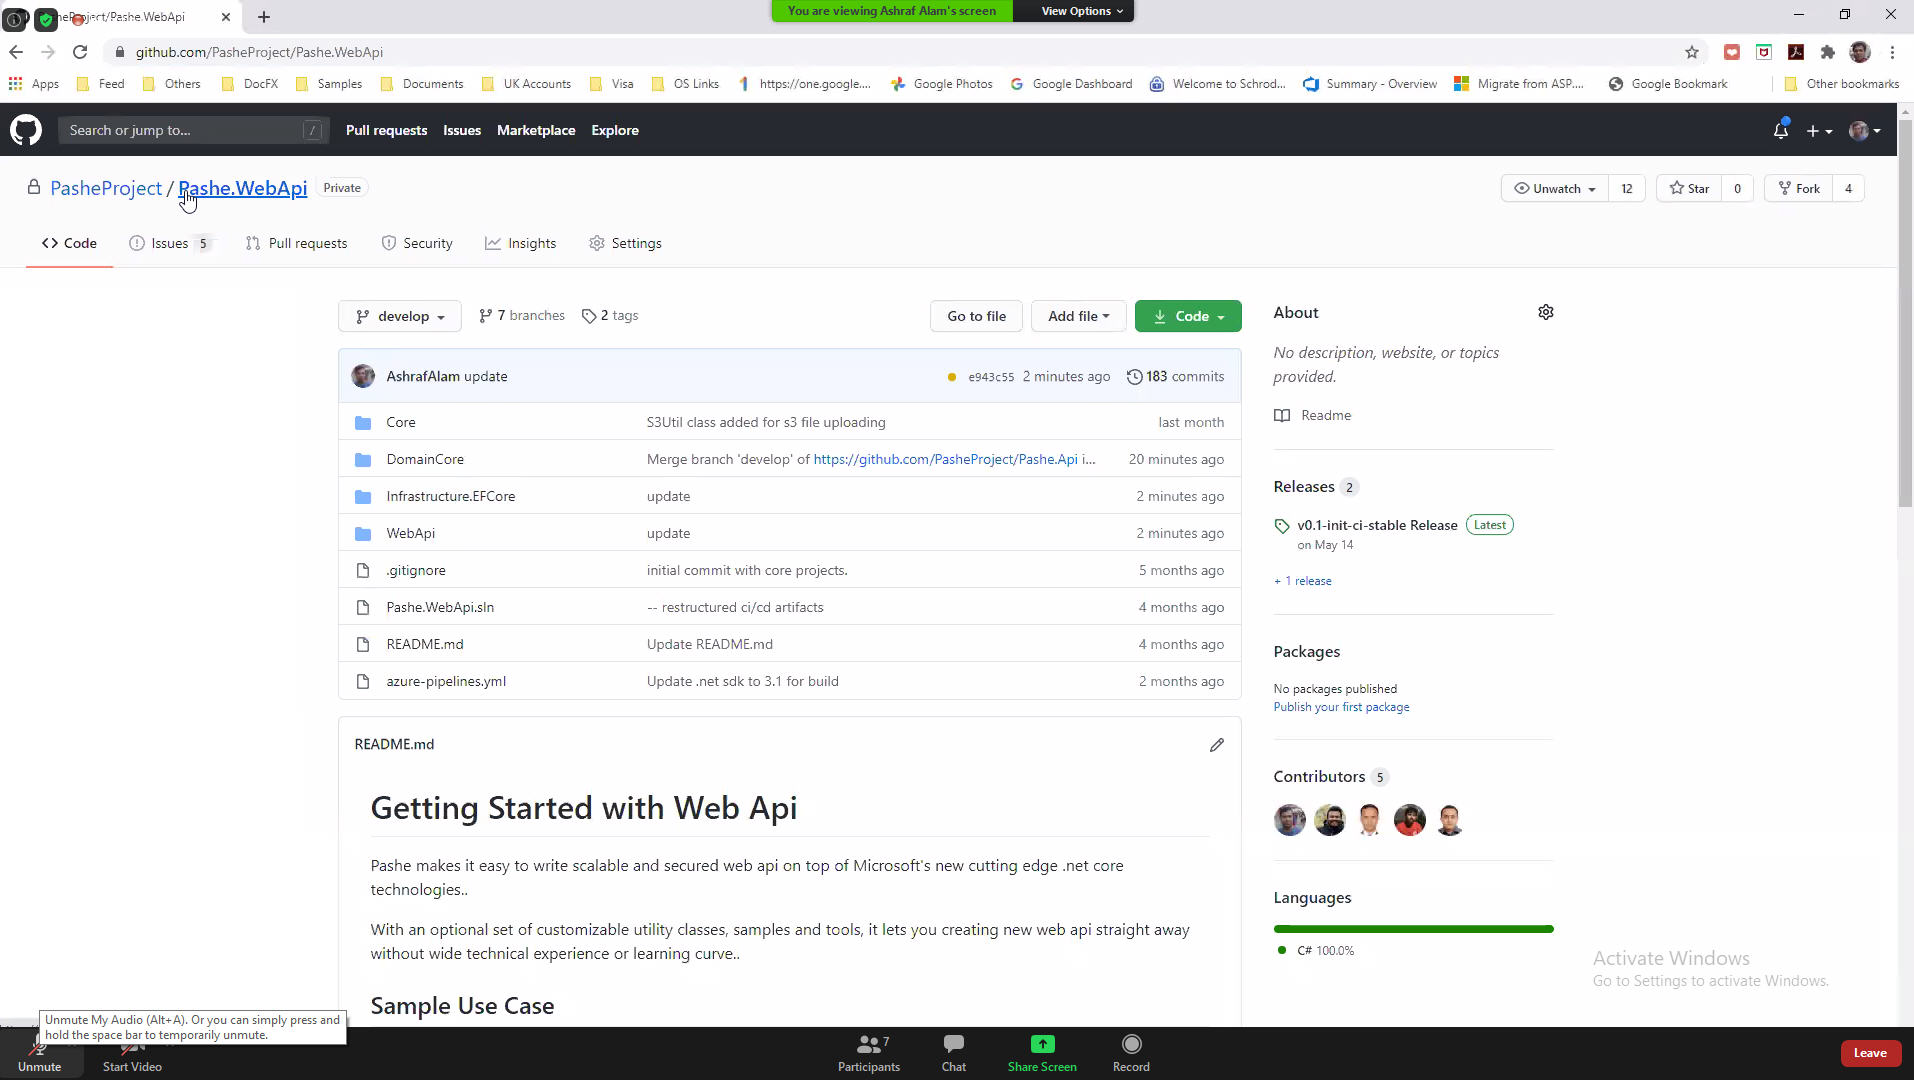 Pashe.WebApi
You are viewing Ashraf Alam's screen
View Options
github.com/PasheProject/Pashe.WebApi
Apps
Feed
Others
DocFX
Samples
Documents
UK Accounts
Visa
OS Links
https://one.google....
Google Photos
Google Dashboard
Welcome to Schrod...
Summary - Overview
Migrate from ASP....
Google Bookmark
Other bookmarks
Search or jump to...
/
Pull requests
Issues
Marketplace
Explore
PasheProject / Pashe.WebApi
Private
Unwatch
12
Star
0
Fork
4
Code
Issues 5
Pull requests
Security
Insights
Settings
develop
7 branches
2 tags
Go to file
Add file
Code
AshrafAlam update
e943c55 2 minutes ago
183 commits
Core
S3Util class added for s3 file uploading
last month
DomainCore
Merge branch 'develop' of https://github.com/PasheProject/Pashe.Api i...
20 minutes ago
Infrastructure.EFCore
update
2 minutes ago
WebApi
update
2 minutes ago
.gitignore
initial commit with core projects.
5 months ago
Pashe.WebApi.sln
-- restructured ci/cd artifacts
4 months ago
README.md
Update README.md
4 months ago
azure-pipelines.yml
Update .net sdk to 3.1 for build
2 months ago
README.md
Getting Started with Web Api
Pashe makes it easy to write scalable and secured web api on top of Microsoft's new cutting edge .net core
technologies..
With an optional set of customizable utility classes, samples and tools, it lets you creating new web api straight away
without wide technical experience or learning curve..
Sample Use Case
About
No description, website, or topics
provided.
Readme
Releases 2
v0.1-init-ci-stable Release
Latest
on May 14
+ 1 release
Packages
No packages published
Publish your first package
Contributors 5
Languages
C# 100.0%
Activate Windows
Go to Settings to activate Windows.
Unmute My Audio (Alt+A). Or you can simply press and
hold the space bar to temporarily unmute.
Unmute
Start Video
7
Participants
Chat
Share Screen
Record
Leave